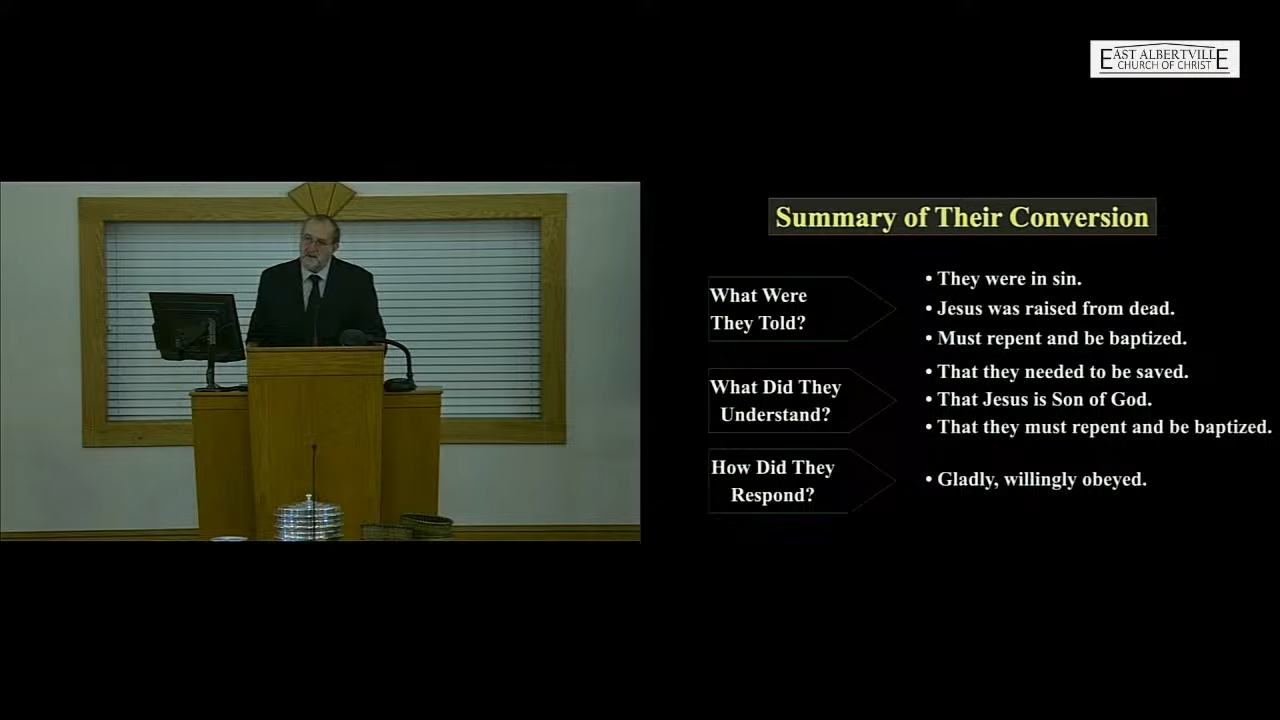 EAST ALBERTVILLE
CHURCH OF CHRIST
Summary of Their Conversion
What Were
They Told?
• They were in sin.
• Jesus was raised from dead.
• Must repent and be baptized.
What Did They
Understand?
• That they needed to be saved.
• That Jesus is Son of God.
• That they must repent and be baptized.
How Did They
Respond?
• Gladly, willingly obeyed.